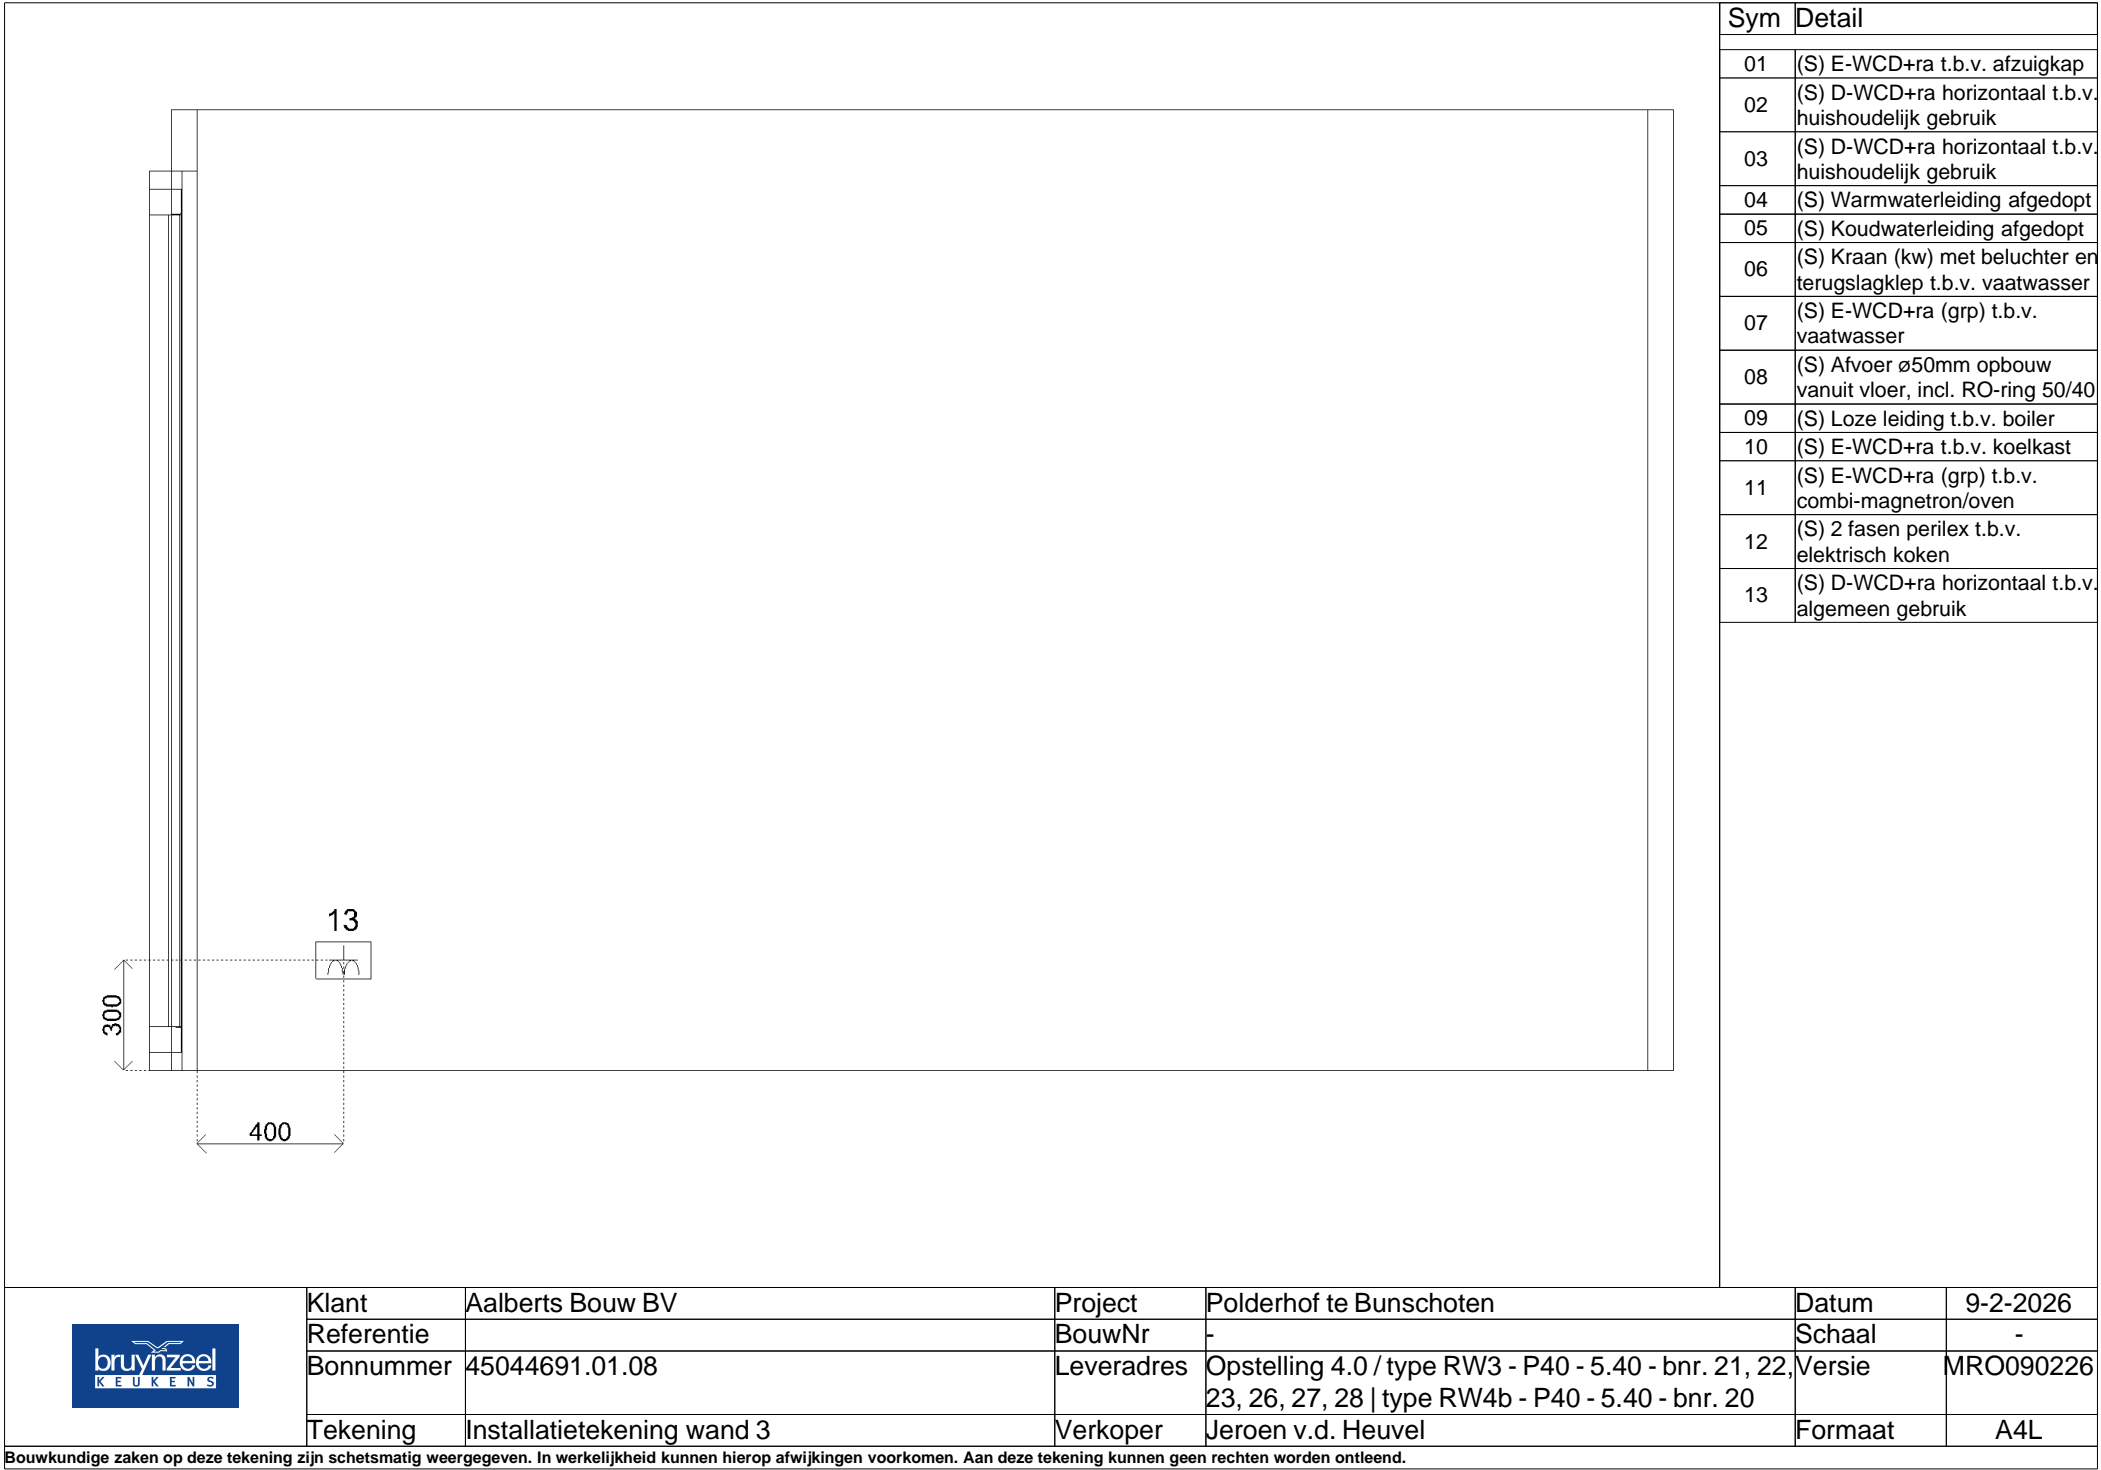 Sym Detail
01 (S) E-WCD+ra t.b.v. afzuigkap
02 (S) D-WCD+ra horizontaal t.b.v.
huishoudelijk gebruik
03 (S) D-WCD+ra horizontaal t.b.v.
huishoudelijk gebruik
04 (S) Warmwaterleiding afgedopt
05 (S) Koudwaterleiding afgedopt
06 (S) Kraan (kw) met beluchter en
terugslagklep t.b.v. vaatwasser
07 (S) E-WCD+ra (grp) t.b.v.
vaatwasser
08 (S) Afvoer ø50mm opbouw
vanuit vloer, incl. RO-ring 50/40
09 (S) Loze leiding t.b.v. boiler
10 (S) E-WCD+ra t.b.v. koelkast
11 (S) E-WCD+ra (grp) t.b.v.
combi-magnetron/oven
12 (S) 2 fasen perilex t.b.v.
elektrisch koken
13 (S) D-WCD+ra horizontaal t.b.v.
algemeen gebruik
13
300
400
bruynzeel
KEUKENS
Klant Aalberts Bouw BV Project Polderhof te Bunschoten Datum 9-2-2026
Referentie BouwNr - Schaal -
Bonnummer 45044691.01.08 Leveradres Opstelling 4.0 / type RW3 - P40 - 5.40 - bnr. 21, 22, Versie MRO090226
23, 26, 27, 28 | type RW4b - P40 - 5.40 - bnr. 20
Tekening Installatietekening wand 3 Verkoper Jeroen v.d. Heuvel Formaat A4L
Bouwkundige zaken op deze tekening zijn schetsmatig weergegeven. In werkelijkheid kunnen hierop afwijkingen voorkomen. Aan deze tekening kunnen geen rechten worden ontleend.